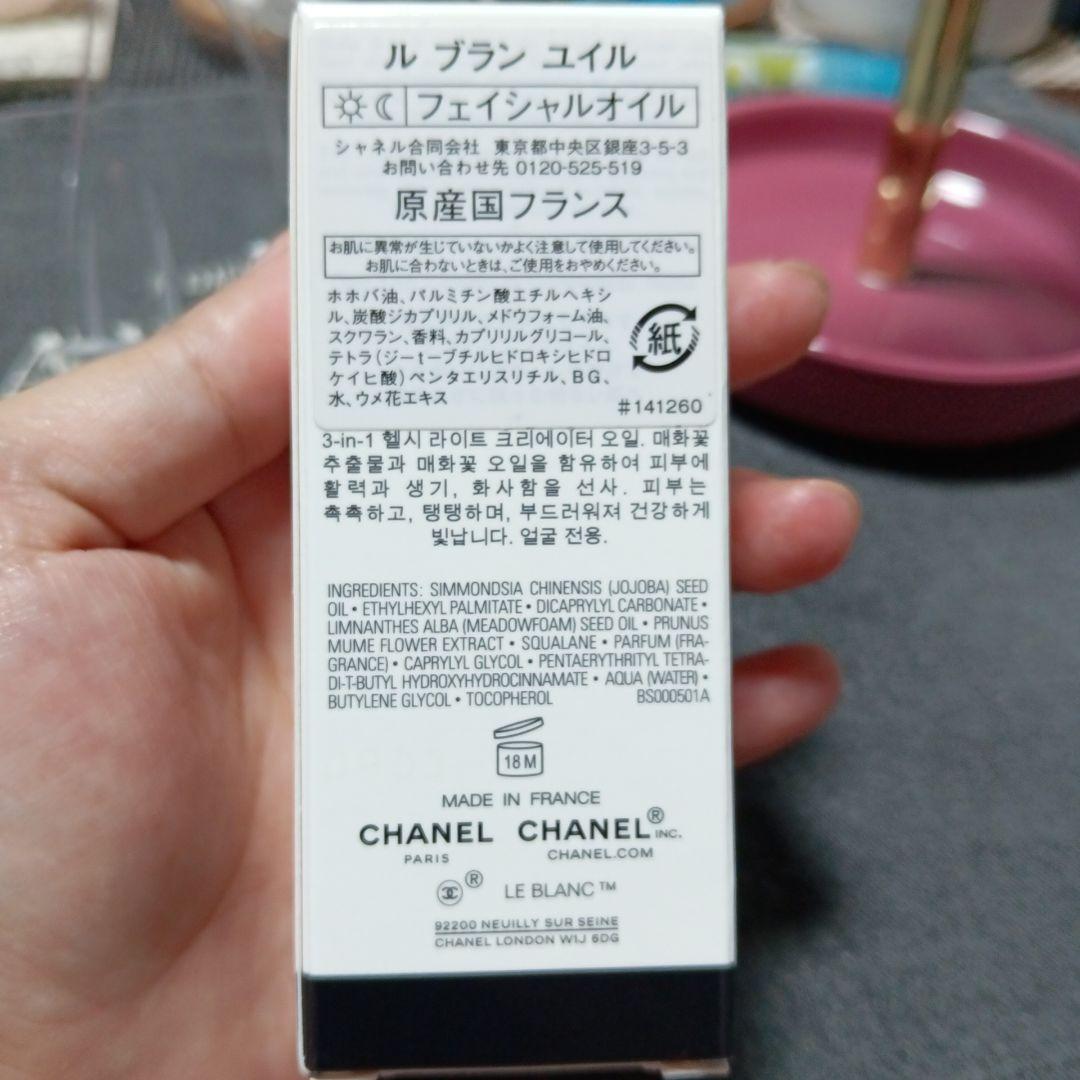 ル ブラン ユイル
フェイシャルオイル
シャネル合同会社 東京都中央区銀座3-5-3
お問い合わせ先 0120-525-519
原産国フランス
お肌に異常が生じていないかよく注意して使用してください。
お肌に合わないときは、ご使用をおやめください。
ホホバ油、パルミチン酸エチルヘキシ
ル、炭酸ジカプリリル、メドウフォーム油、
スクワラン、香料、カプリリルグリコール、
テトラ(ジーtーブチルヒドロキシヒドロ
ケイヒ酸)ペンタエリスリチル、BG、
水、ウメ花エキス
紙
#141260
3-in-1 헬시 라이트 크리에이터 오일. 매화꽃
추출물과 매화꽃 오일을 함유하여 피부에
활력과 생기, 화사함을 선사. 피부는
촉촉하고, 탱탱하며, 부드러워져 건강하게
빛납니다. 얼굴 전용.
INGREDIENTS: SIMMONDSIA CHINENSIS (JOJOBA) SEED
OIL • ETHYLHEXYL PALMITATE • DICAPRYLYL CARBONATE •
LIMNANTHES ALBA (MEADOWFOAM) SEED OIL • PRUNUS
MUME FLOWER EXTRACT • SQUALANE • PARFUM (FRA-
GRANCE) • CAPRYLYL GLYCOL • PENTAERYTHRITYL TETRA-
DI-T-BUTYL HYDROXYHYDROCINNAMATE • AQUA (WATER) •
BUTYLENE GLYCOL • TOCOPHEROL BS000501A
18 M
MADE IN FRANCE
CHANEL CHANEL® INC.
PARIS CHANEL.COM
® LE BLANC™
92200 NEUILLY SUR SEINE
CHANEL LONDON W1J 6DG